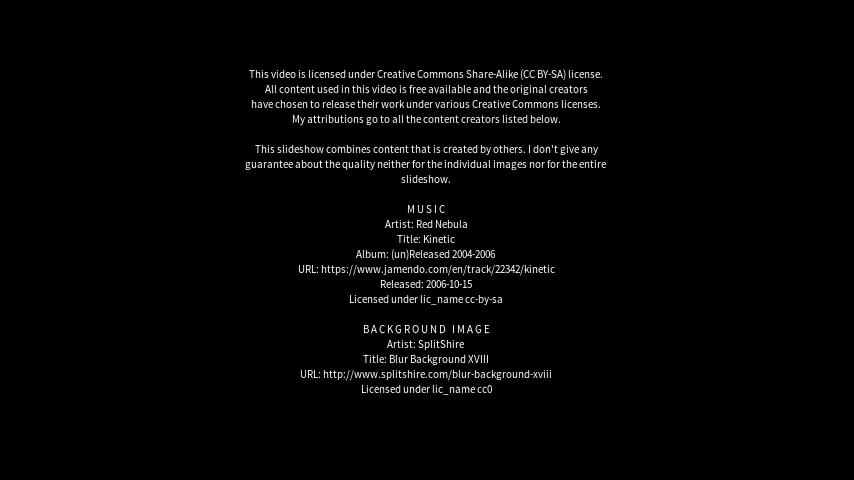 This video is licensed under Creative Commons Share-Alike (CC BY-SA) license.
All content used in this video is free available and the original creators
have chosen to release their work under various Creative Commons licenses.
My attributions go to all the content creators listed below.
This slideshow combines content that is created by others. I don't give any
guarantee about the quality neither for the individual images nor for the entire
slideshow.
MUSIC
Artist: Red Nebula
Title: Kinetic
Album: (un)Released 2004-2006
URL: https://www.jamendo.com/en/track/22342/kinetic
Released: 2006-10-15
Licensed under lic_name cc-by-sa
BACKGROUND IMAGE
Artist: SplitShire
Title: Blur Background XVIII
URL: http://www.splitshire.com/blur-background-xviii
Licensed under lic_name cc0